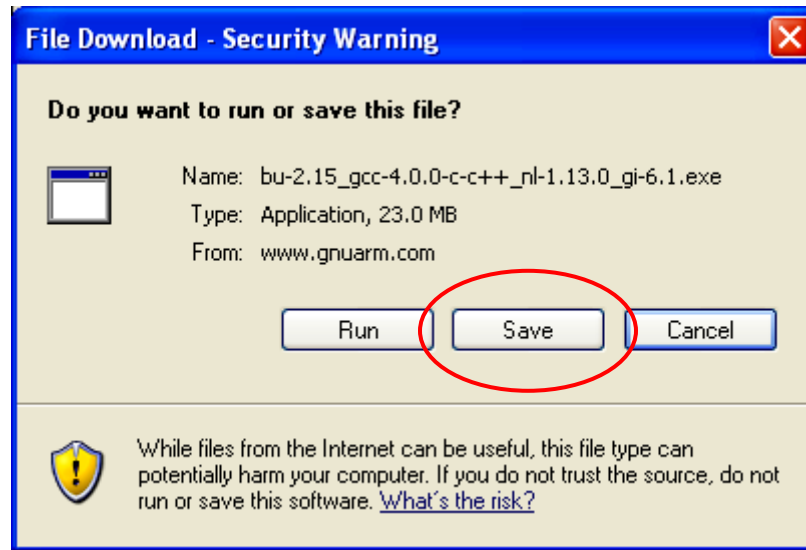 File Download - Security Warning
Do you want to run or save this file?
Name: bu-2.15_gcc-4.0.0-c-c++_nl-1.13.0_gi-6.1.exe
Type: Application, 23.0 MB
From: www.gnuarm.com
Run Save Cancel
While files from the Internet can be useful, this file type can
potentially harm your computer. If you do not trust the source, do not
run or save this software. What´s the risk?